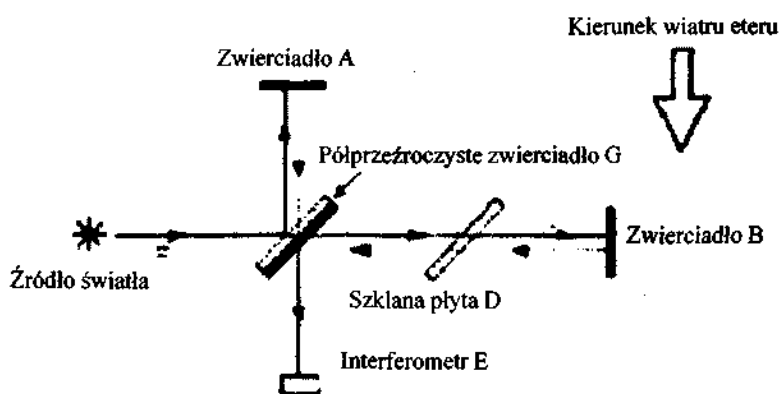 Kierunek wiatru eteru
Zwierciadło A
Półprzeźroczyste zwierciadło G
Zwierciadło B
Źródło światła
Szklana płyta D
Interferometr E